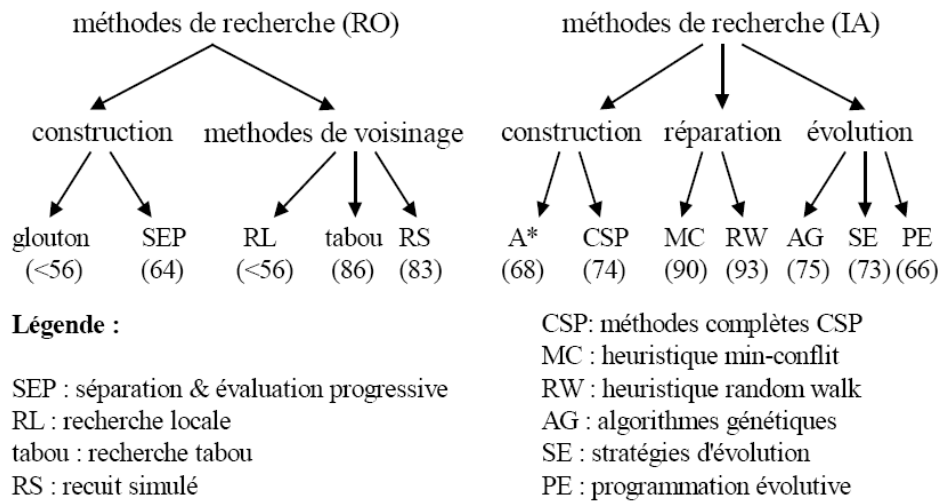 méthodes de recherche (RO)
construction methodes de voisinage
glouton SEP RL tabou RS
(<56) (64) (<56) (86) (83)
méthodes de recherche (IA)
construction réparation évolution
A* CSP MC RW AG SE PE
(68) (74) (90) (93) (75) (73) (66)
Légende :
SEP : séparation & évaluation progressive
RL : recherche locale
tabou : recherche tabou
RS : recuit simulé
CSP: méthodes complètes CSP
MC : heuristique min-conflit
RW : heuristique random walk
AG : algorithmes génétiques
SE : stratégies d'évolution
PE : programmation évolutive